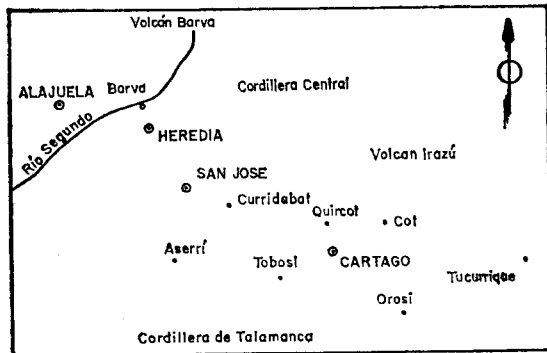 Volcán Barva
ALAJUELA
Barva
Cordillera Central
Río Segundo
HEREDIA
Volcan Irazú
SAN JOSE
Curridabat
Quircot
Cot
Aserrí
Tobosi
CARTAGO
Tucurrique
Orosi
Cordillera de Talamanca